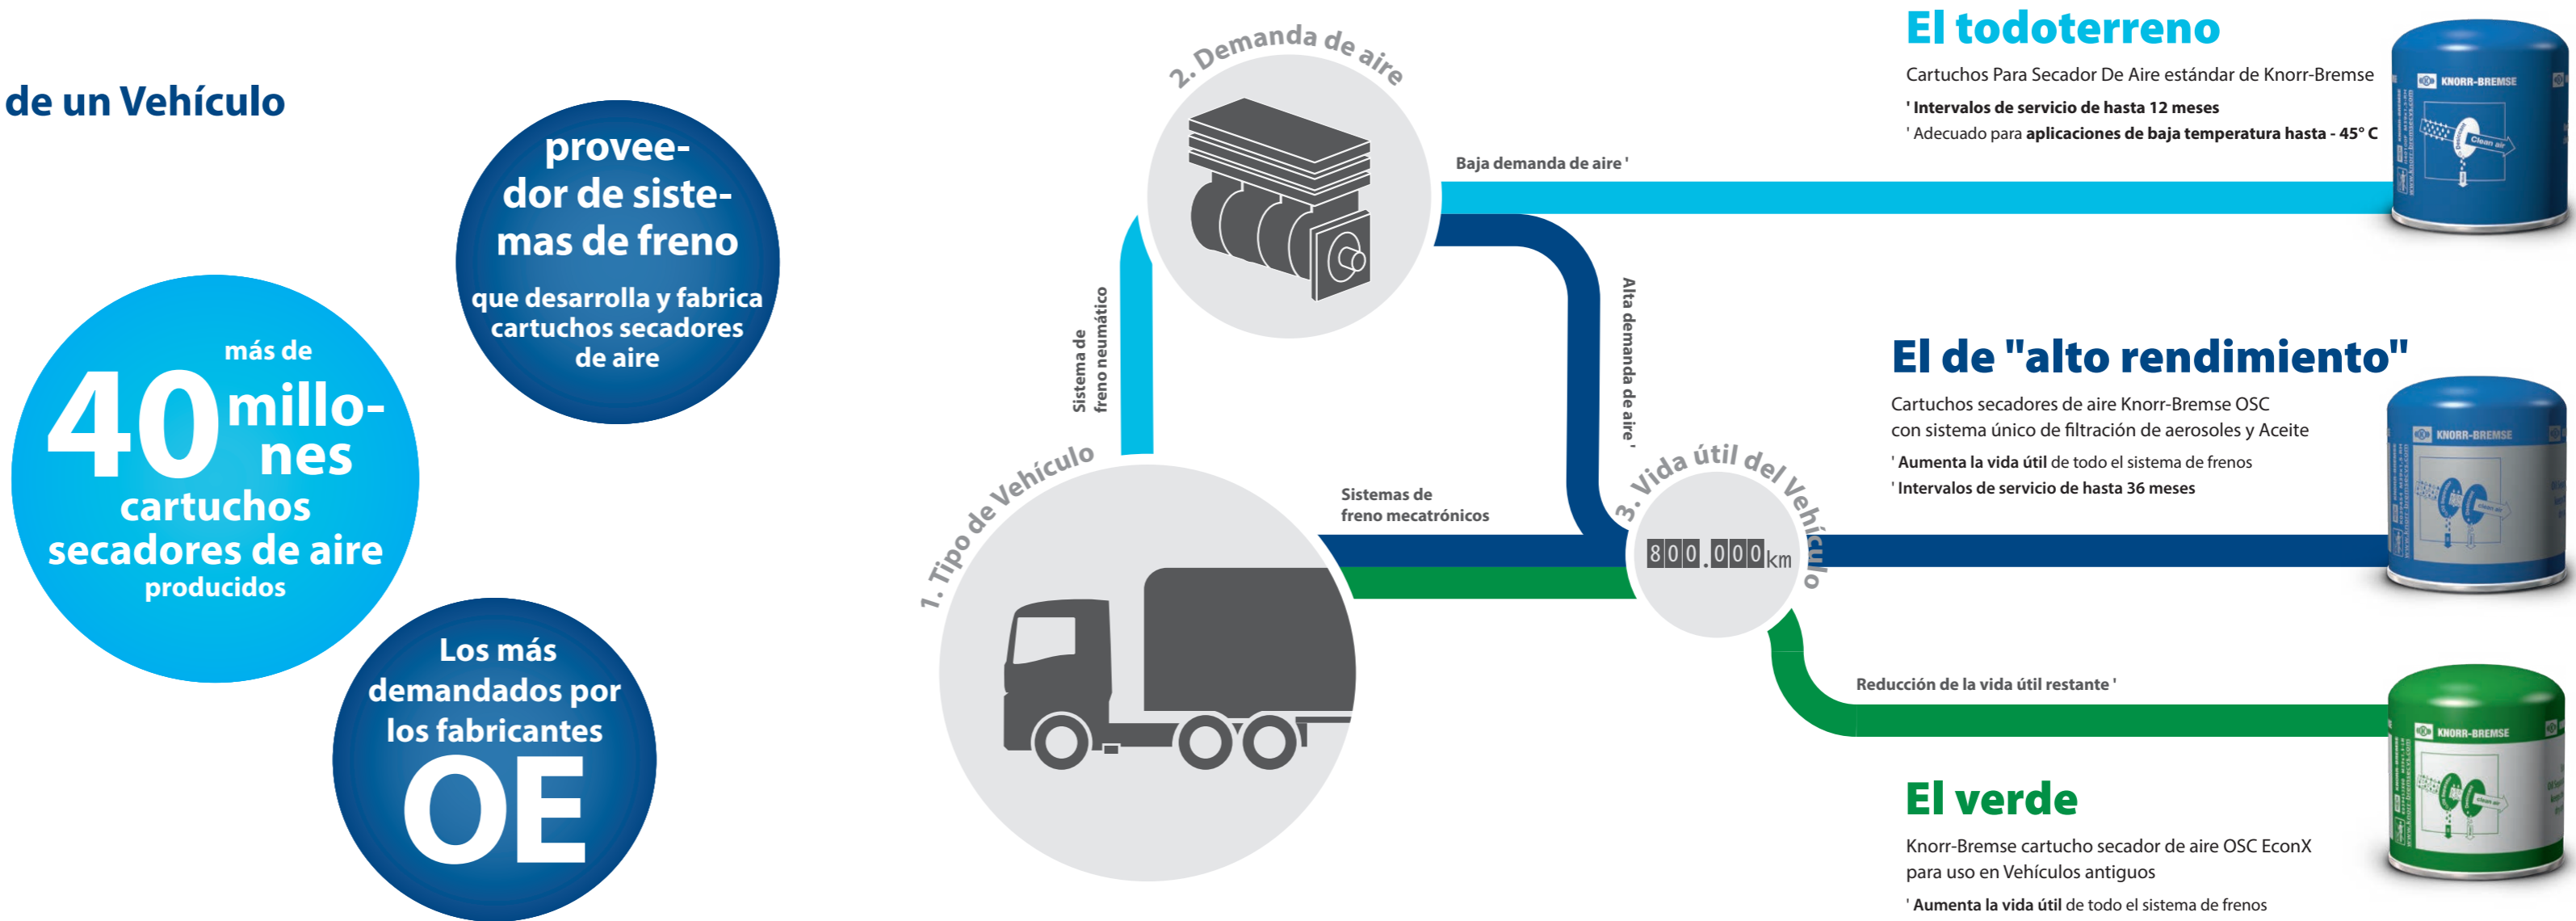 de un Vehículo
provee-
dor de siste-
mas de freno
que desarrolla y fabrica
cartuchos secadores
de aire
más de
40 millo-
nes
cartuchos
secadores de aire
producidos
Los más
demandados por
los fabricantes
OE
1. Tipo de Vehículo
Sistema de
freno neumático
2. Demanda de aire
Baja demanda de aire '
Alta demanda de aire '
Sistemas de
freno mecatrónicos
3. Vida útil del Vehículo
800.000 km
Reducción de la vida útil restante '
El todoterreno
Cartuchos Para Secador De Aire estándar de Knorr-Bremse
' Intervalos de servicio de hasta 12 meses
' Adecuado para aplicaciones de baja temperatura hasta - 45° C
KNORR-BREMSE
Clean air
El de "alto rendimiento"
Cartuchos secadores de aire Knorr-Bremse OSC
con sistema único de filtración de aerosoles y Aceite
' Aumenta la vida útil de todo el sistema de frenos
' Intervalos de servicio de hasta 36 meses
KNORR-BREMSE
clean air
KNORR-BREMSE
clean air
El verde
Knorr-Bremse cartucho secador de aire OSC EconX
para uso en Vehículos antiguos
' Aumenta la vida útil de todo el sistema de frenos